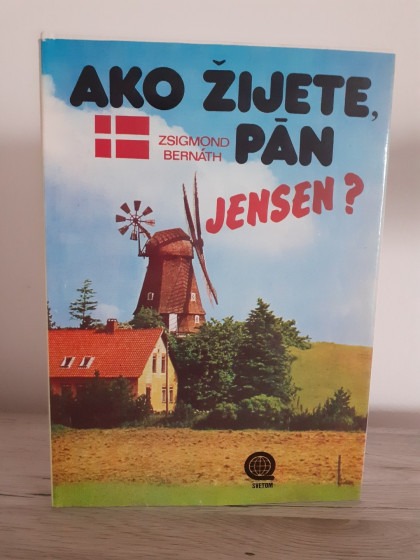 AKO ŽIJETE,
ZSIGMOND
BERNÁTH
PÁN
JENSEN?
SVETOM